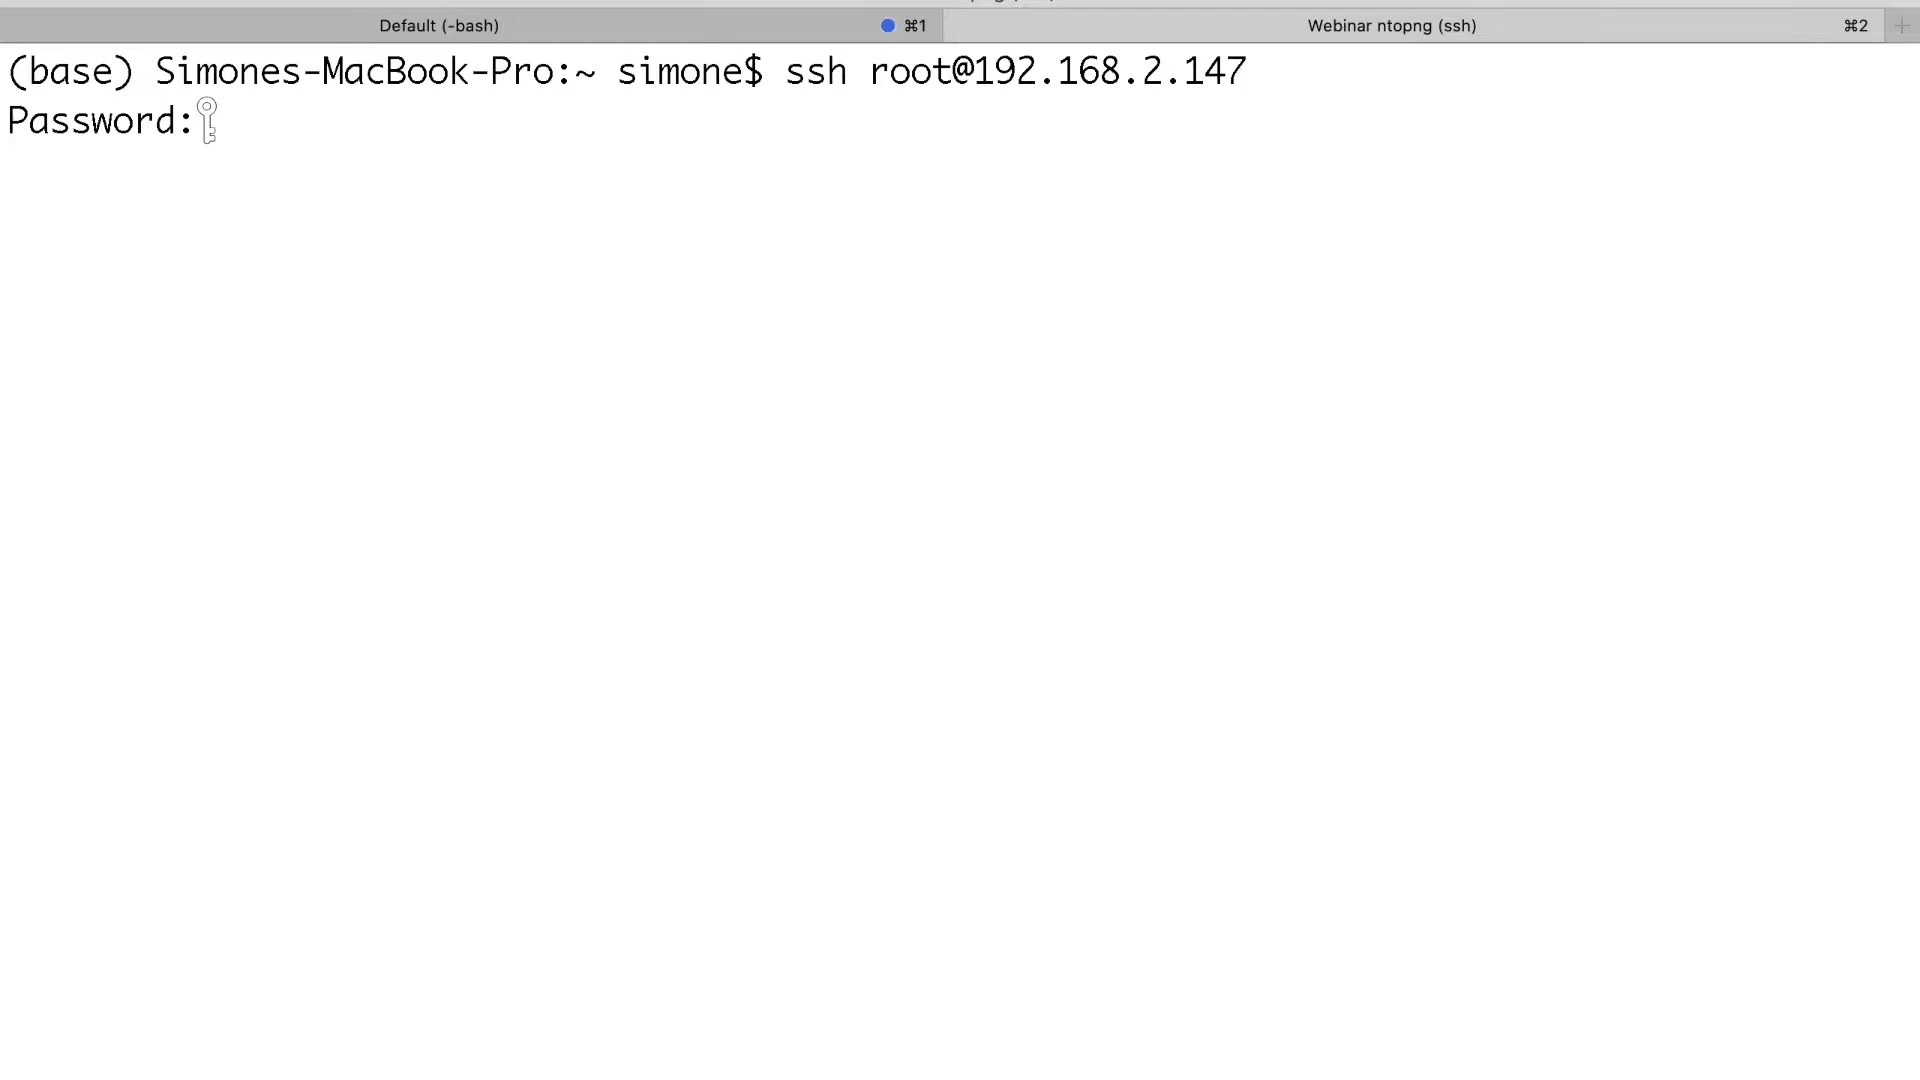 Default (-bash) ⌘1 Webinar ntopng (ssh) ⌘2
(base) Simones-MacBook-Pro:~ simone$ ssh root@192.168.2.147
Password: